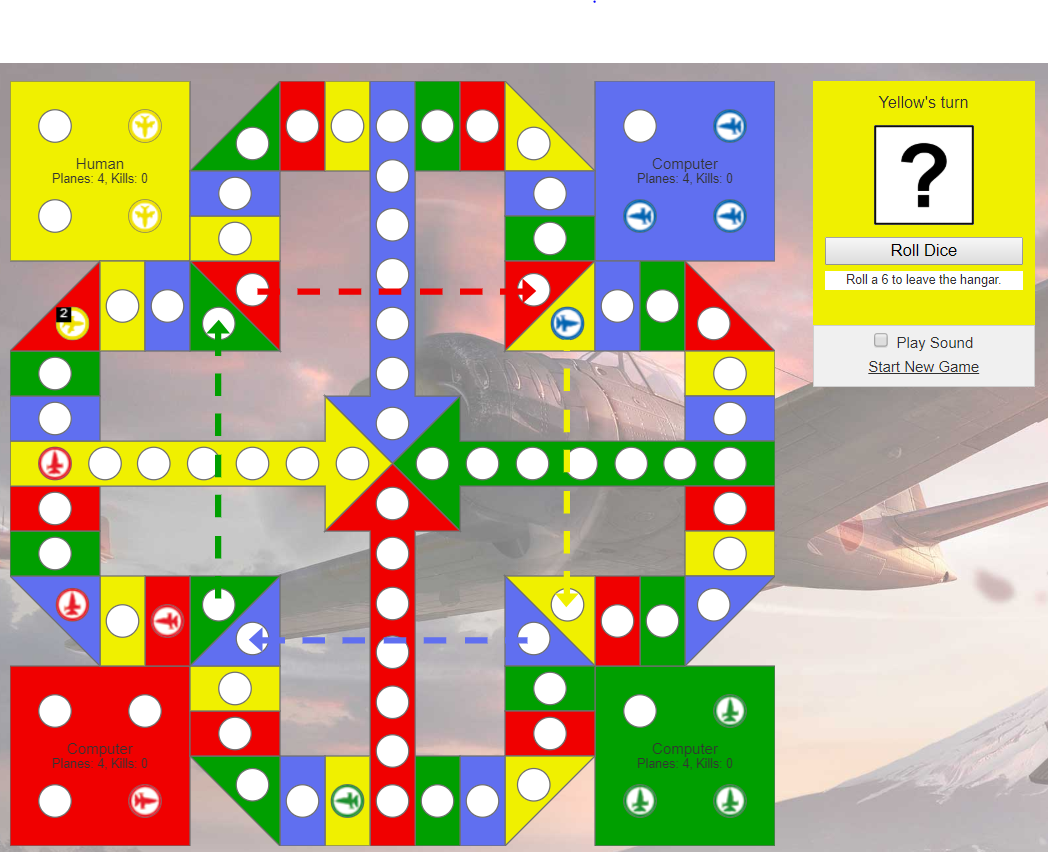 Human
Planes: 4, Kills: 0
Computer
Planes: 4, Kills: 0
Yellow's turn
?
Roll Dice
Roll a 6 to leave the hangar.
Play Sound
Start New Game
2
Computer
Planes: 4, Kills: 0
Computer
Planes: 4, Kills: 0